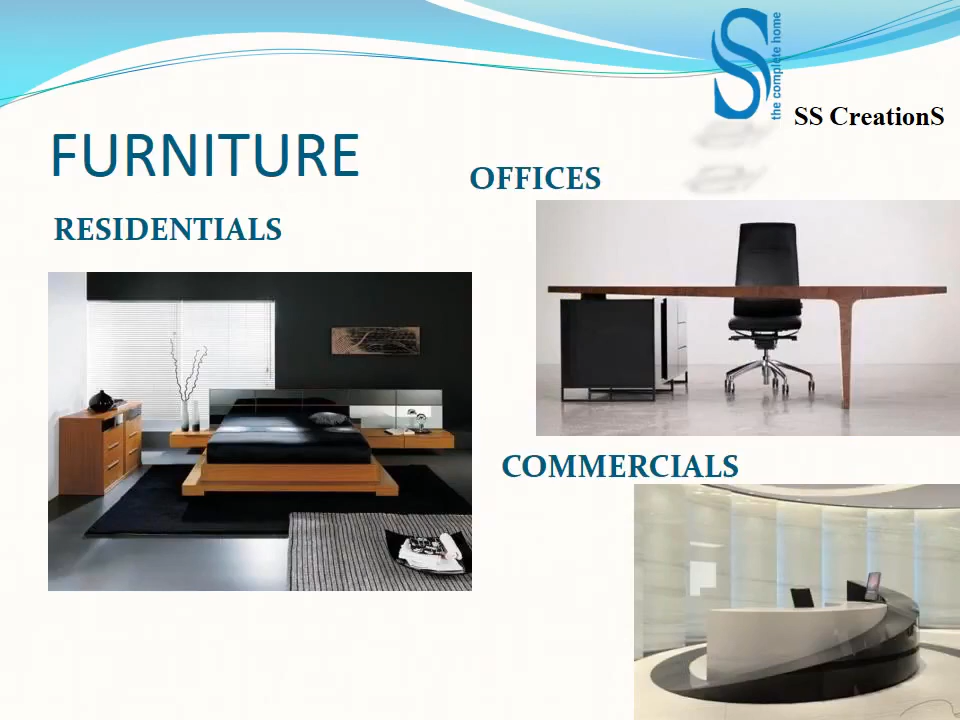 S
the complete home
SS CreationS
FURNITURE
OFFICES
RESIDENTIALS
COMMERCIALS